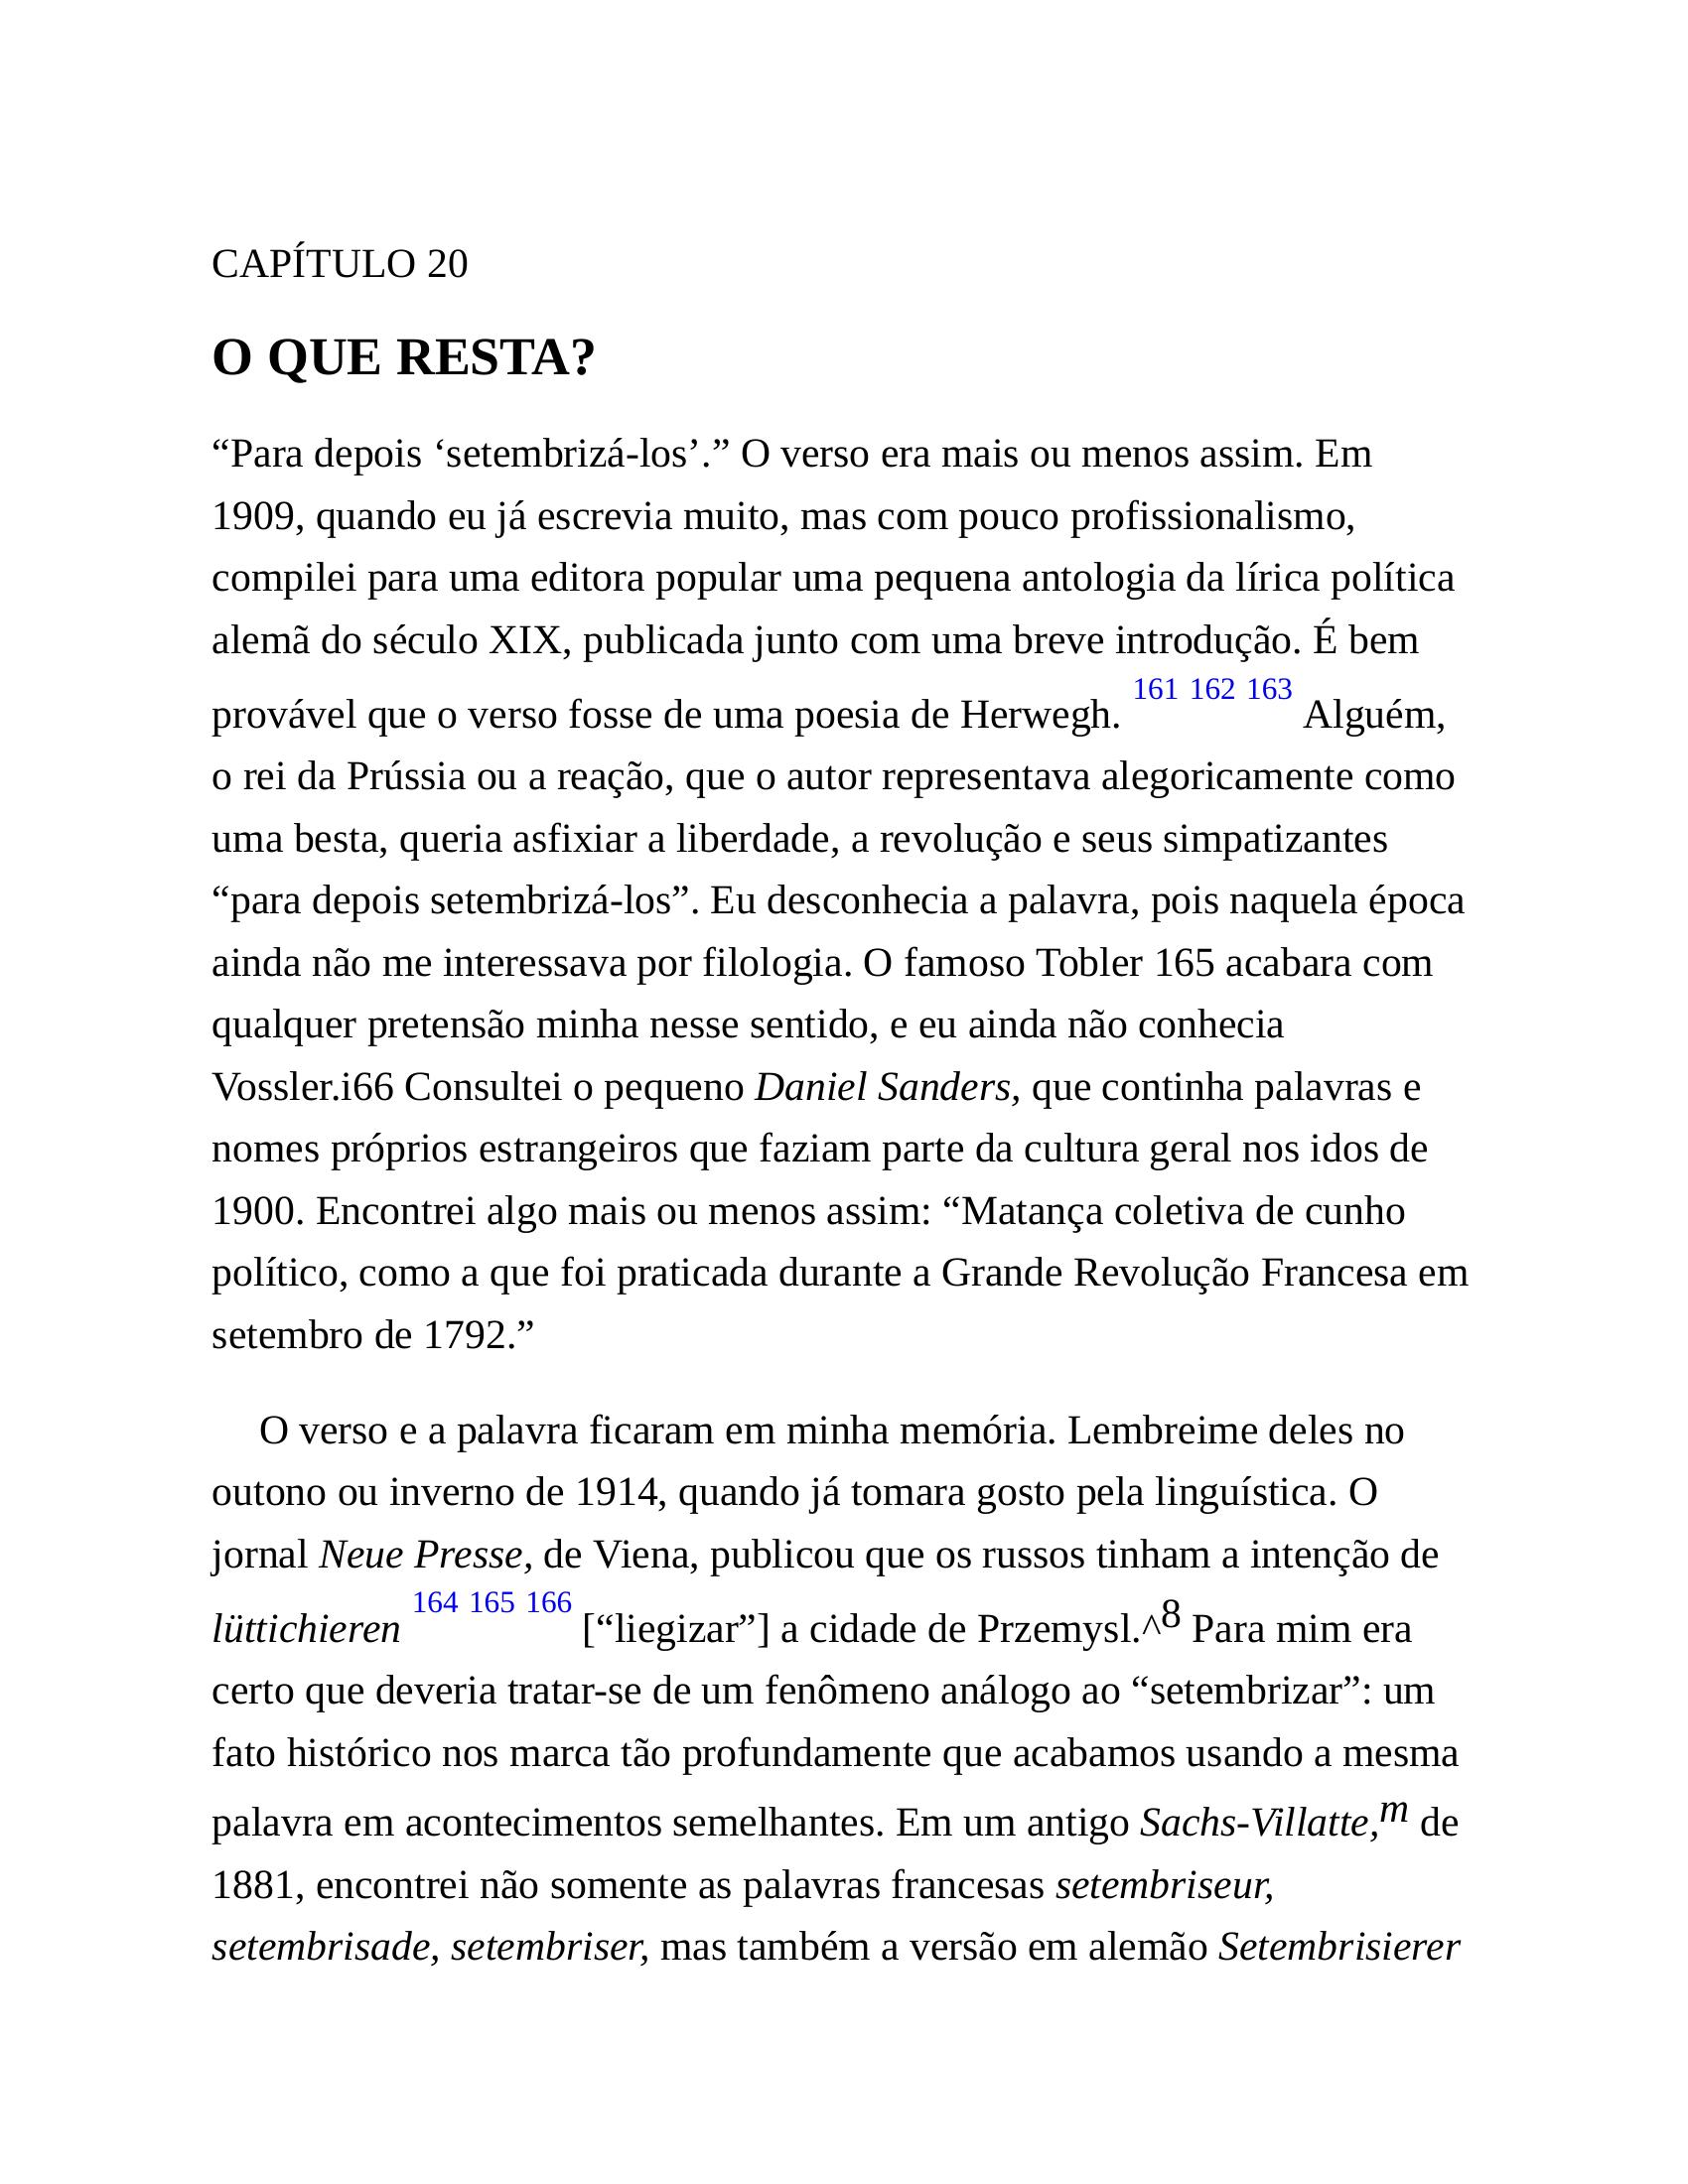 CAPÍTULO 20
O QUE RESTA?
“Para depois ‘setembrizá-los’.” O verso era mais ou menos assim. Em
1909, quando eu já escrevia muito, mas com pouco profissionalismo,
compilei para uma editora popular uma pequena antologia da lírica política
alemã do século XIX, publicada junto com uma breve introdução. É bem
provável que o verso fosse de uma poesia de Herwegh. 161 162 163 Alguém,
o rei da Prússia ou a reação, que o autor representava alegoricamente como
uma besta, queria asfixiar a liberdade, a revolução e seus simpatizantes
“para depois setembrizá-los”. Eu desconhecia a palavra, pois naquela época
ainda não me interessava por filologia. O famoso Tobler 165 acabara com
qualquer pretensão minha nesse sentido, e eu ainda não conhecia
Vossler.i66 Consultei o pequeno Daniel Sanders, que continha palavras e
nomes próprios estrangeiros que faziam parte da cultura geral nos idos de
1900. Encontrei algo mais ou menos assim: “Matança coletiva de cunho
político, como a que foi praticada durante a Grande Revolução Francesa em
setembro de 1792.”
O verso e a palavra ficaram em minha memória. Lembreime deles no
outono ou inverno de 1914, quando já tomara gosto pela linguística. O
jornal Neue Presse, de Viena, publicou que os russos tinham a intenção de
lüttichieren 164 165 166 [“liegizar”] a cidade de Przemysl.^8 Para mim era
certo que deveria tratar-se de um fenômeno análogo ao “setembrizar”: um
fato histórico nos marca tão profundamente que acabamos usando a mesma
palavra em acontecimentos semelhantes. Em um antigo Sachs-Villatte,m de
1881, encontrei não somente as palavras francesas setembriseur,
setembrisade, setembriser, mas também a versão em alemão Setembrisierer